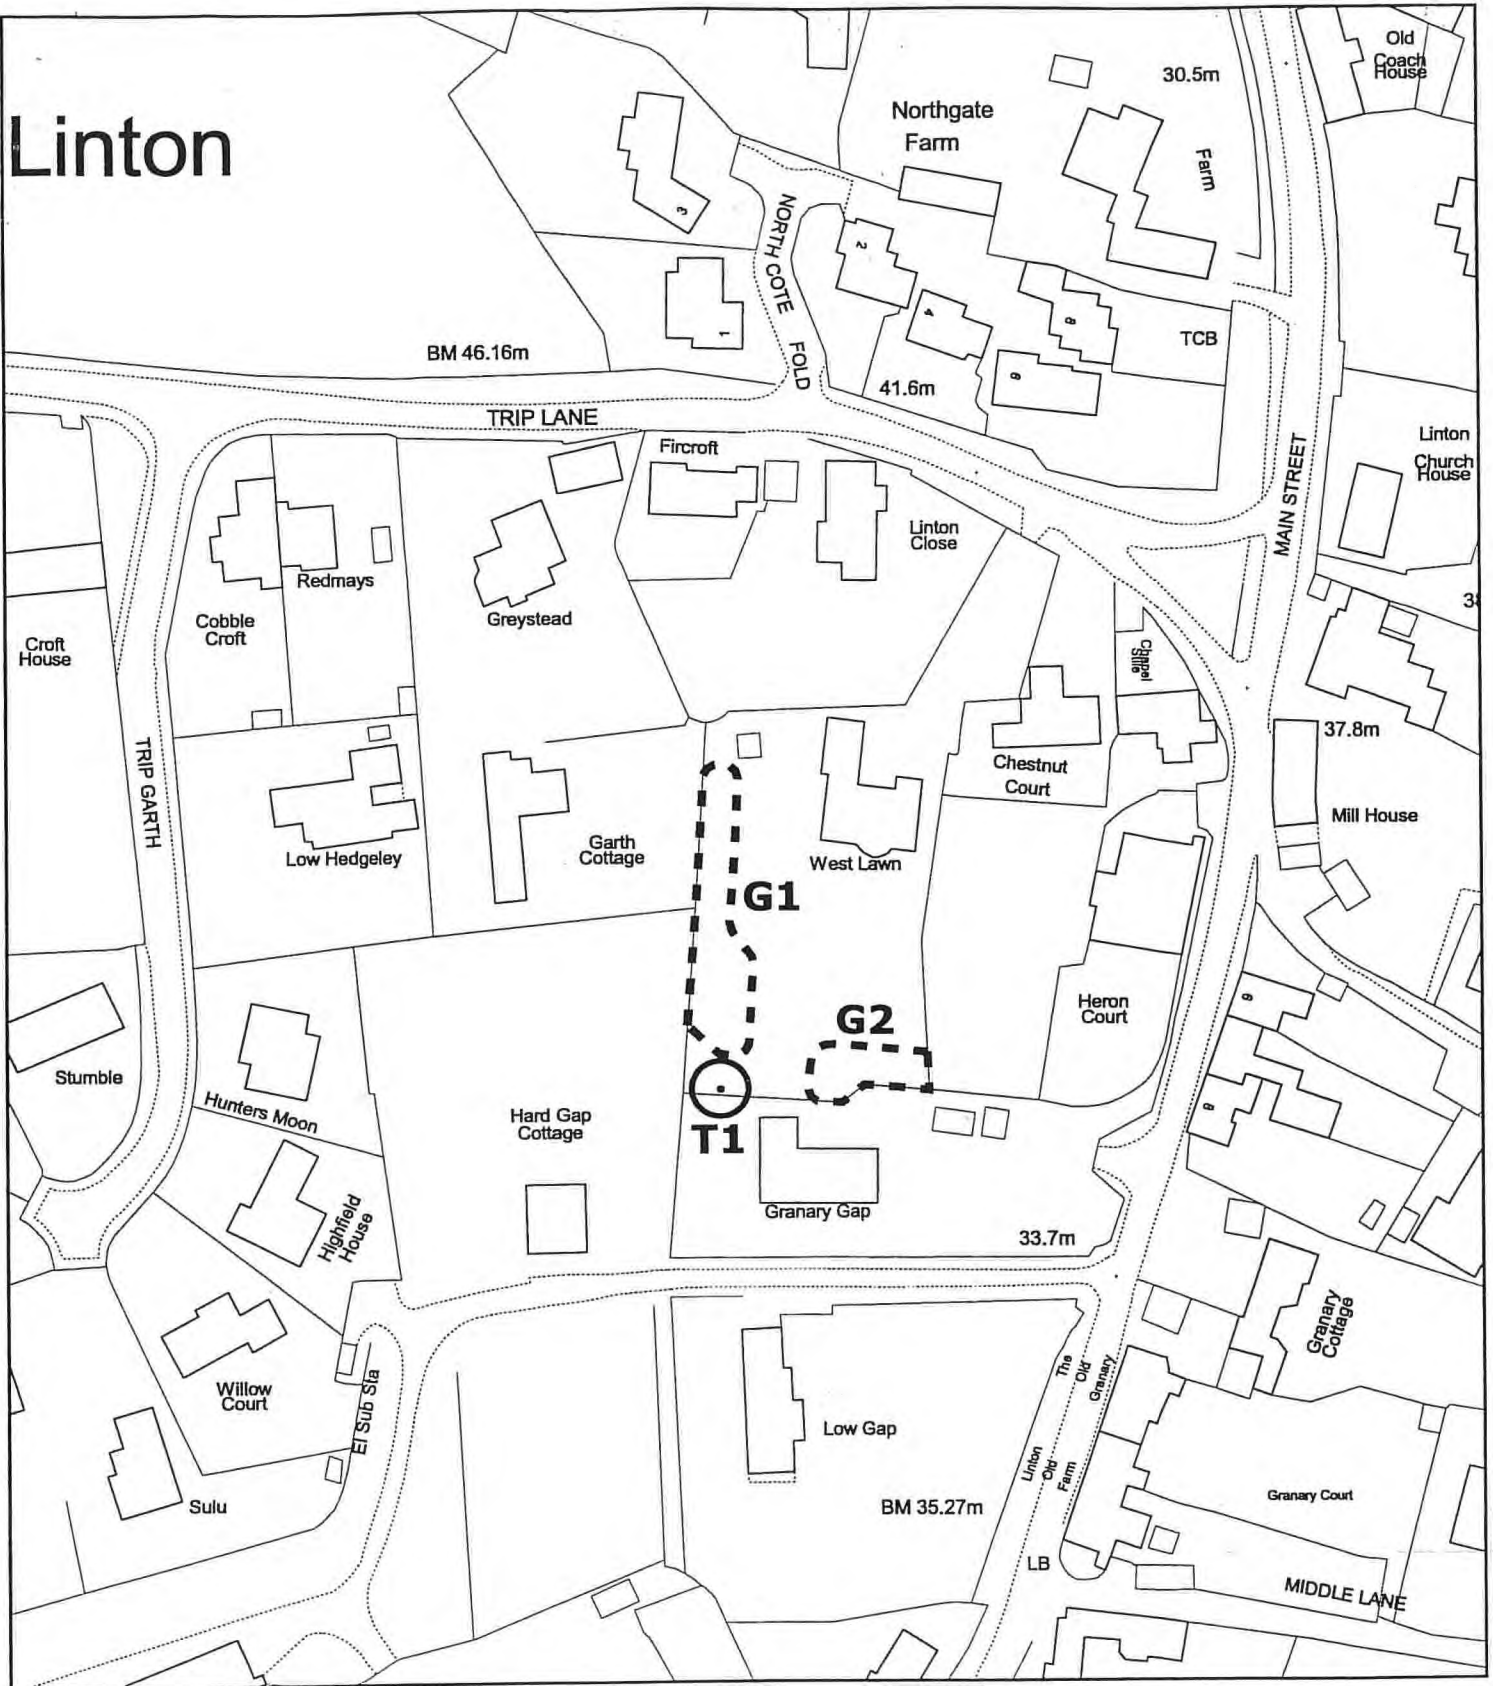 Linton
Old
Coach
House
30.5m
Northgate
Farm
Farm
3
NORTH COTE FOLD
2
1
4
8
6
TCB
BM 46.16m
41.6m
TRIP LANE
MAIN STREET
Fircroft
Linton
Close
Linton
Church
House
Redmays
Greystead
Cobble
Croft
Croft
House
Chapel
37.8m
Chestnut
Court
TRIP GARTH
Mill House
Low Hedgeley
Garth
Cottage
West Lawn
G1
G2
Heron
Court
6
8
Stumble
Hunters Moon
Hard Gap
Cottage
T1
Highfield
House
Granary Gap
33.7m
Granary
Cottage
The
Old
Granary
Willow
Court
El Sub Sta
Low Gap
Linton
Old
Farm
Sulu
BM 35.27m
Granary Court
LB
MIDDLE LANE